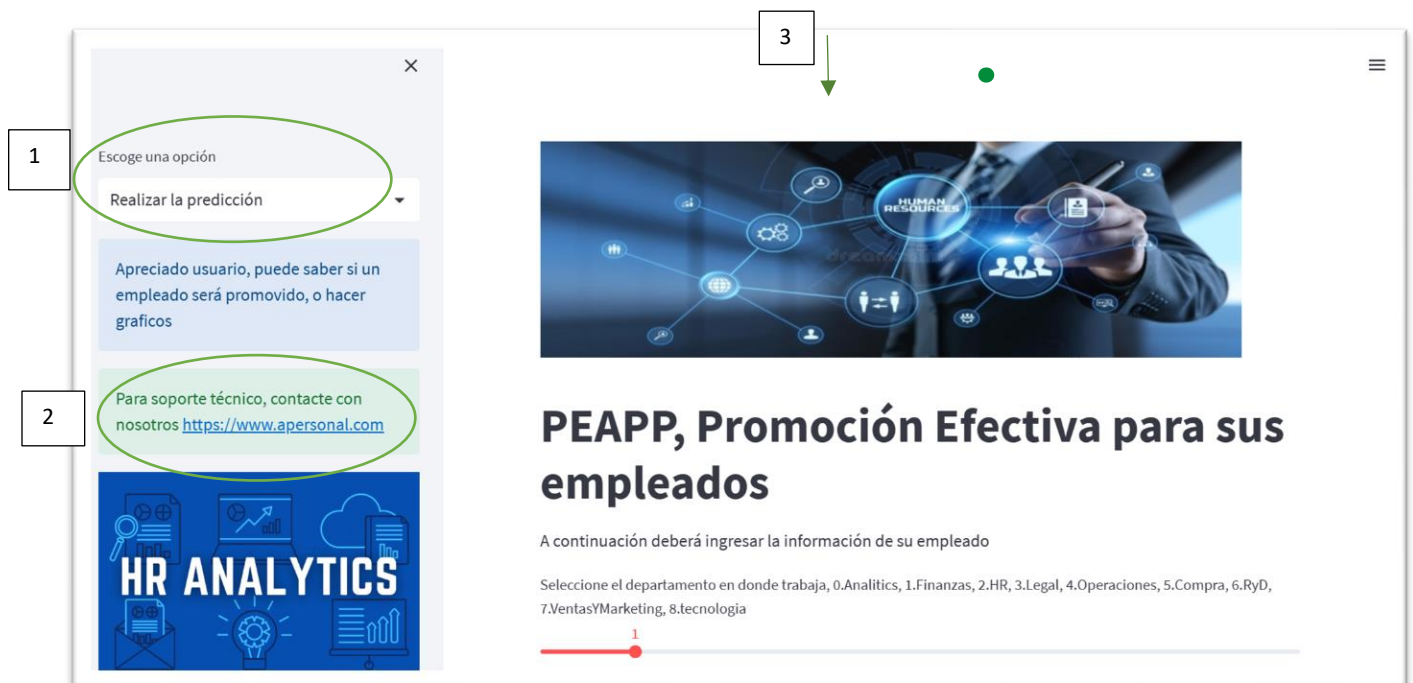 3
1
Escoge una opción
Realizar la predicción
Apreciado usuario, puede saber si un
empleado será promovido, o hacer
graficos
2
Para soporte técnico, contacte con
nosotros https://www.apersonal.com
HR ANALYTICS
HUMAN
RESOURCES
PEAPP, Promoción Efectiva para sus
empleados
A continuación deberá ingresar la información de su empleado
Seleccione el departamento en donde trabaja, 0.Analitics, 1.Finanzas, 2.HR, 3.Legal, 4.Operaciones, 5.Compra, 6.RyD,
7.VentasYMarketing, 8.tecnologia
1